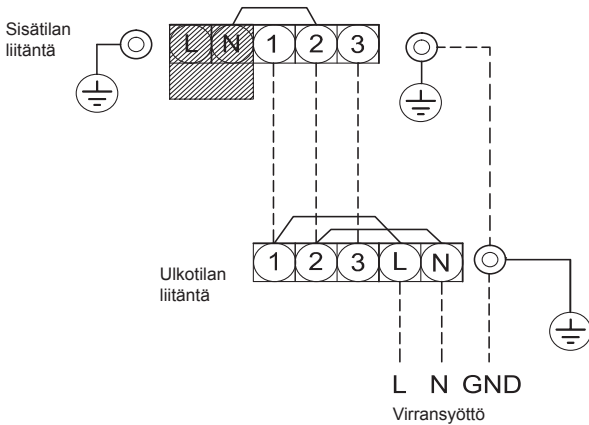 Sisätilan
liitäntä
L N 1 2 3
Ulkotilan
liitäntä
1 2 3 L N
L N GND
Virransyöttö